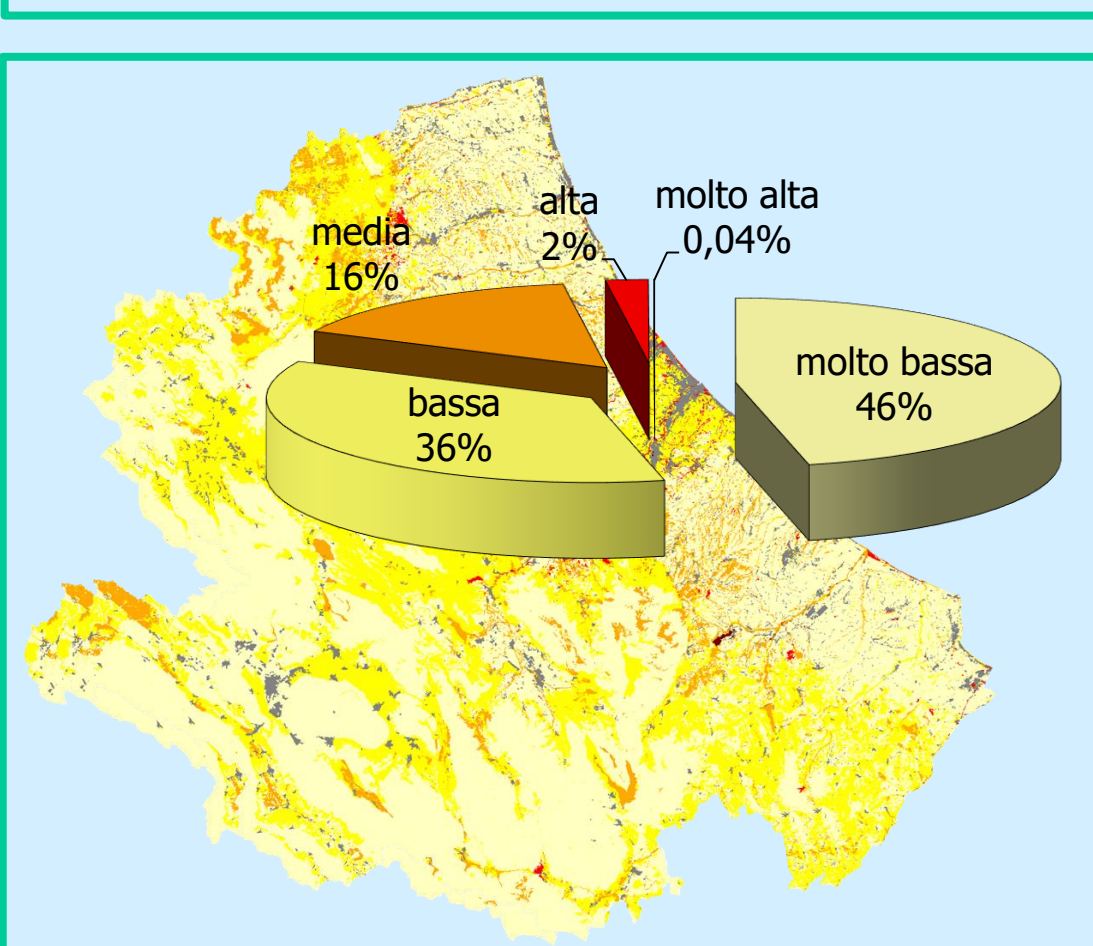 alta
2%
molto alta
0,04%
media
16%
molto bassa
46%
bassa
36%